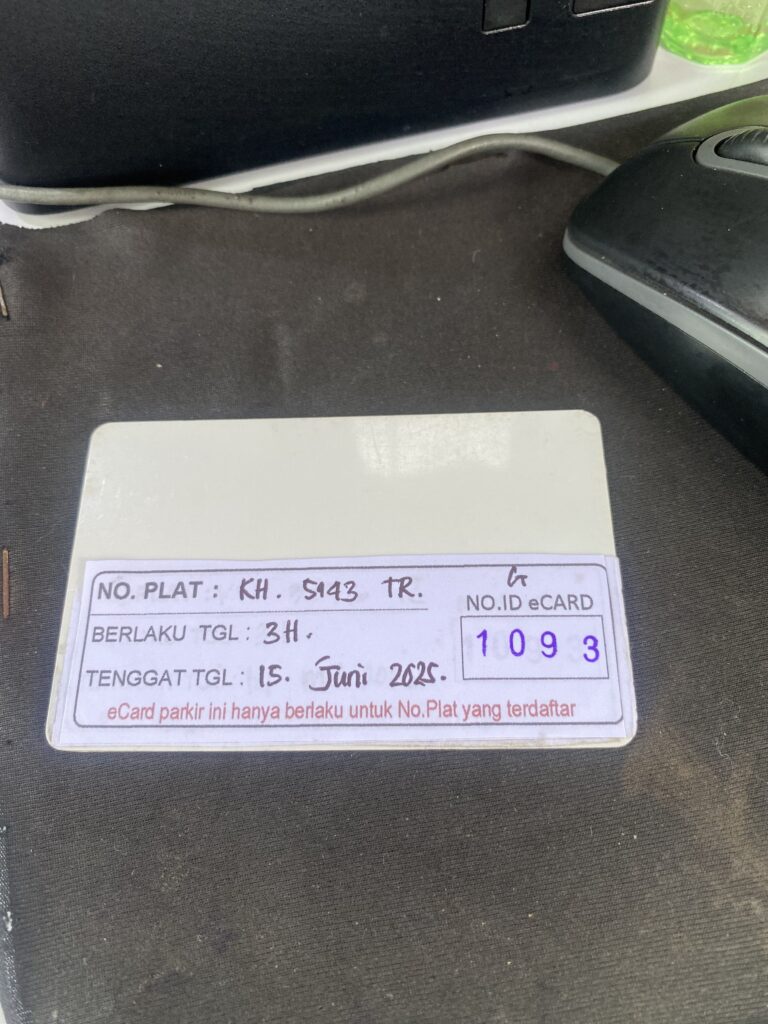 NO. PLAT : KH. 5143 TR.
BERLAKU TGL : 3H.
TENGGAT TGL : 15. Juni 2025.
G
NO.ID eCARD
1093
eCard parkir ini hanya berlaku untuk No.Plat yang terdaftar